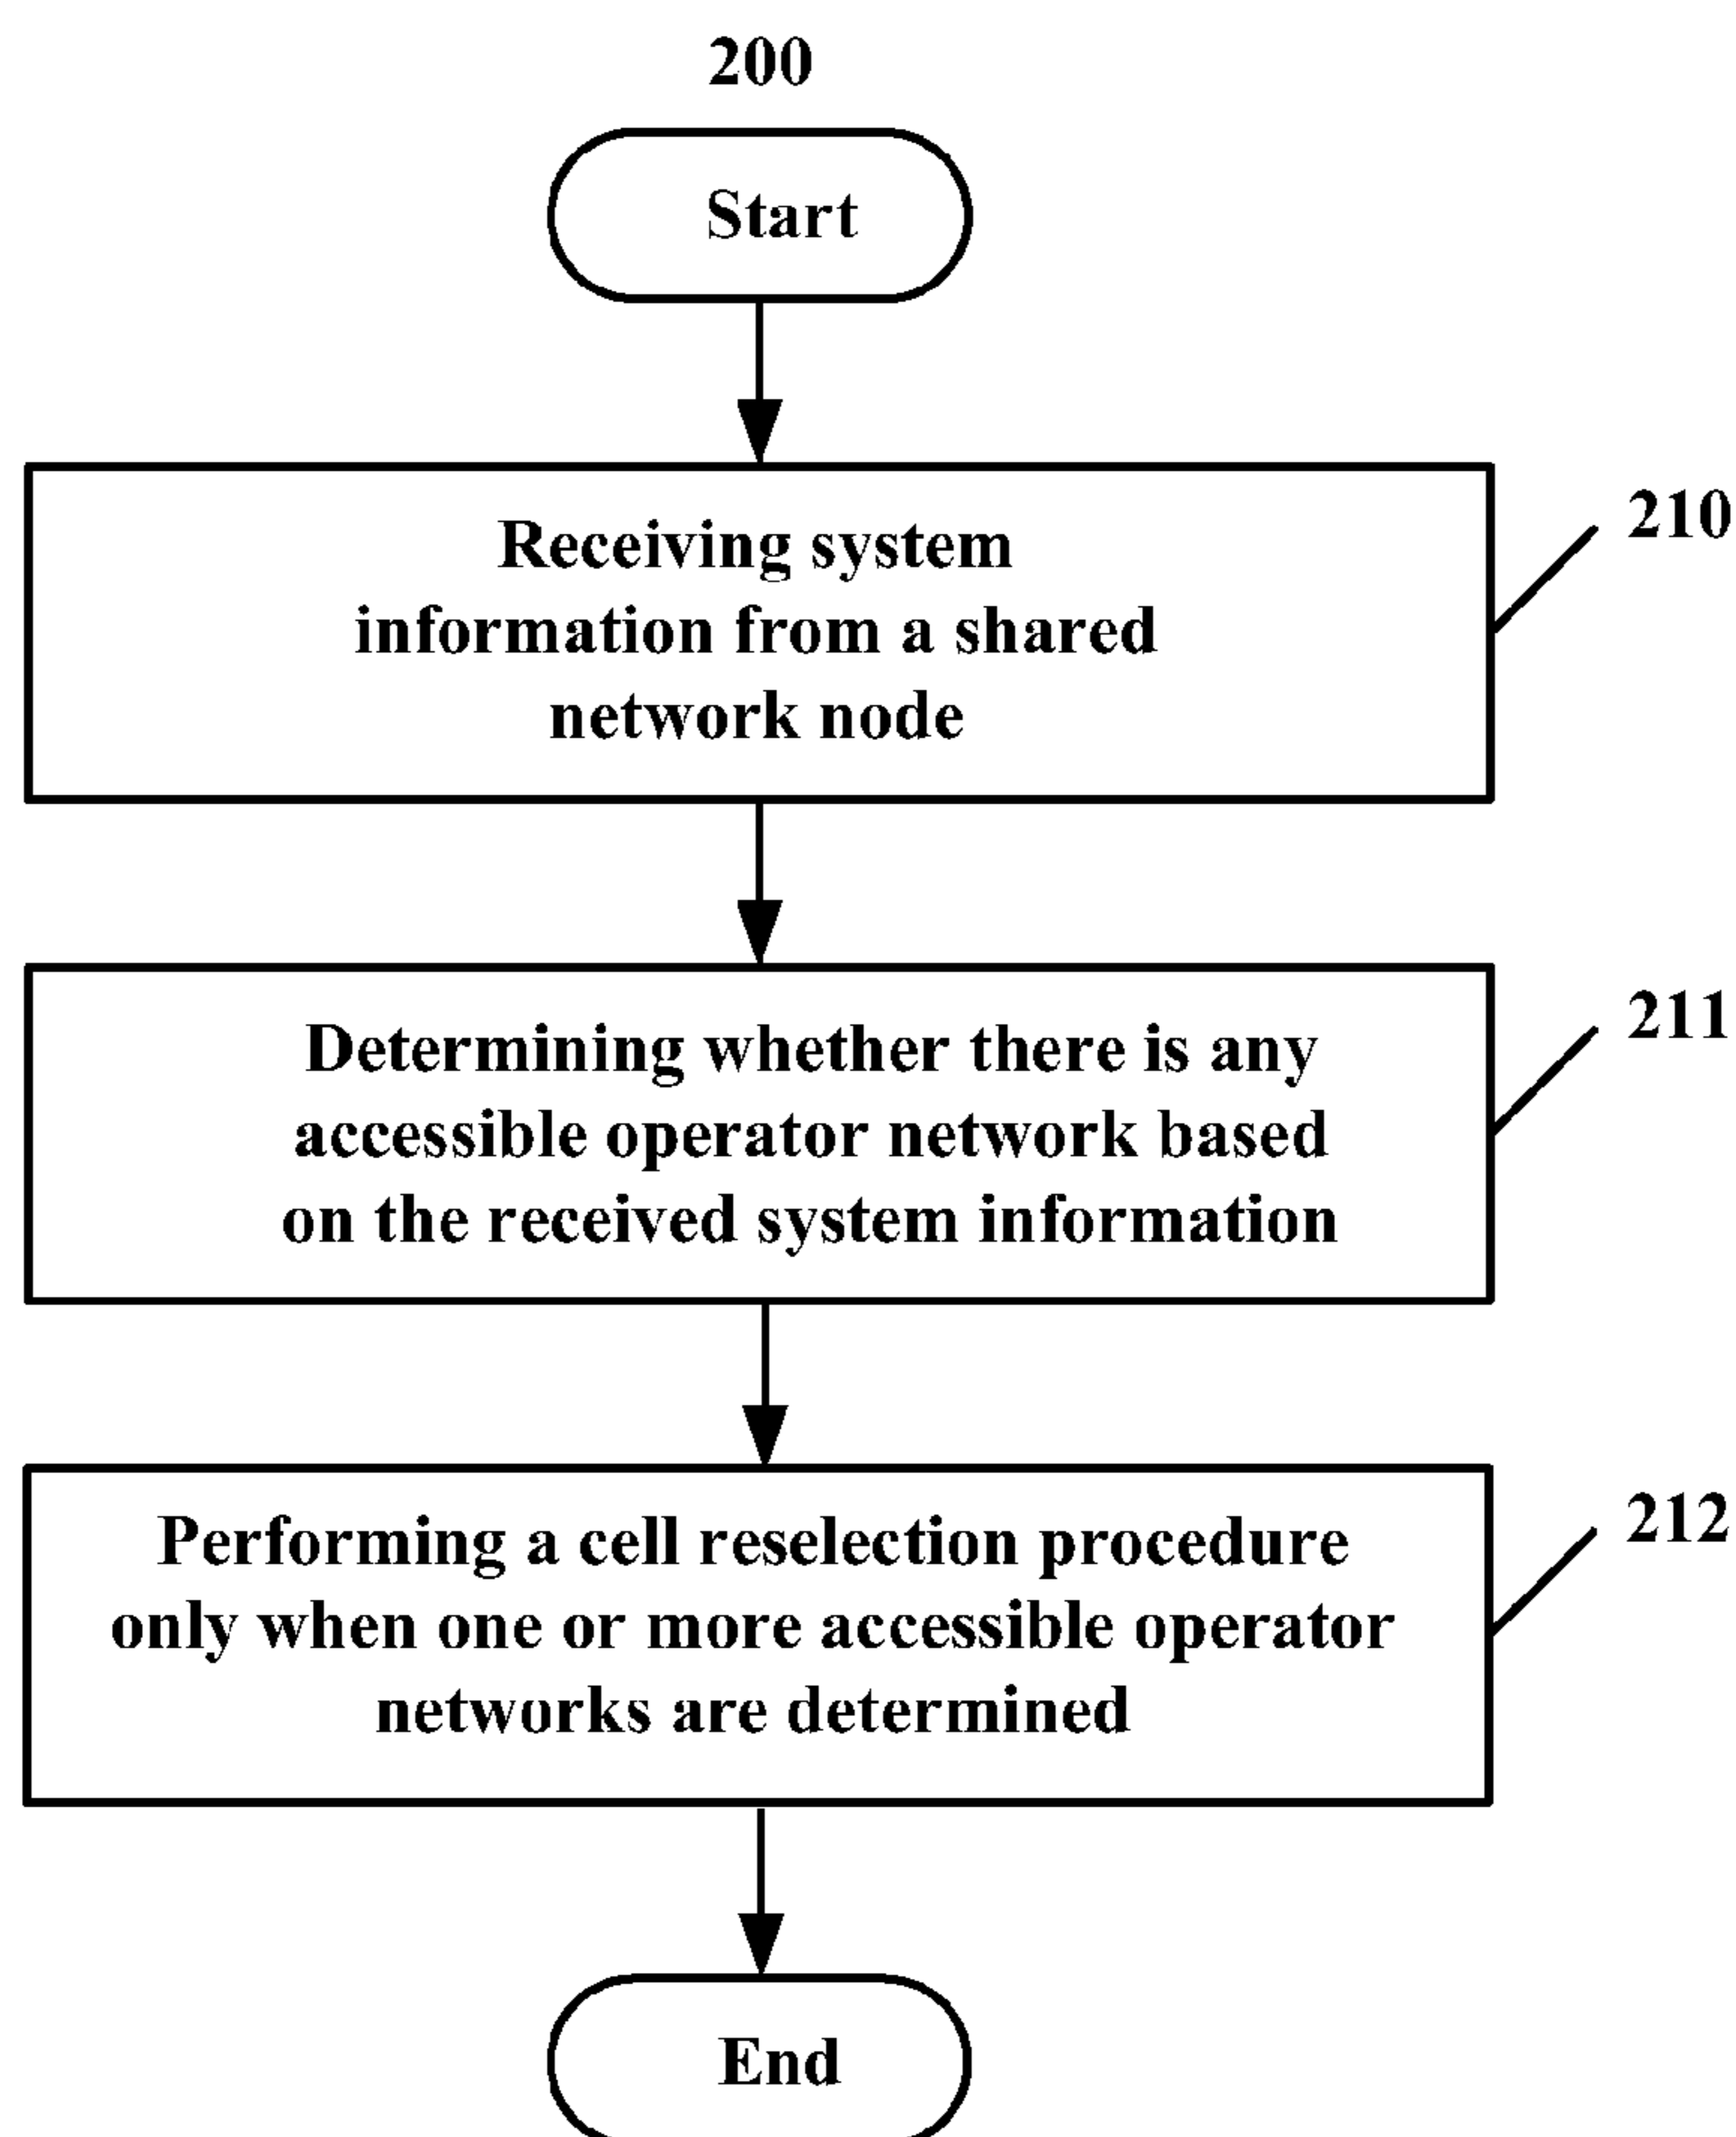 200
Start
Receiving system
information from a shared
network node
210
Determining whether there is any
accessible operator network based
on the received system information
211
Performing a cell reselection procedure
only when one or more accessible operator
networks are determined
212
End